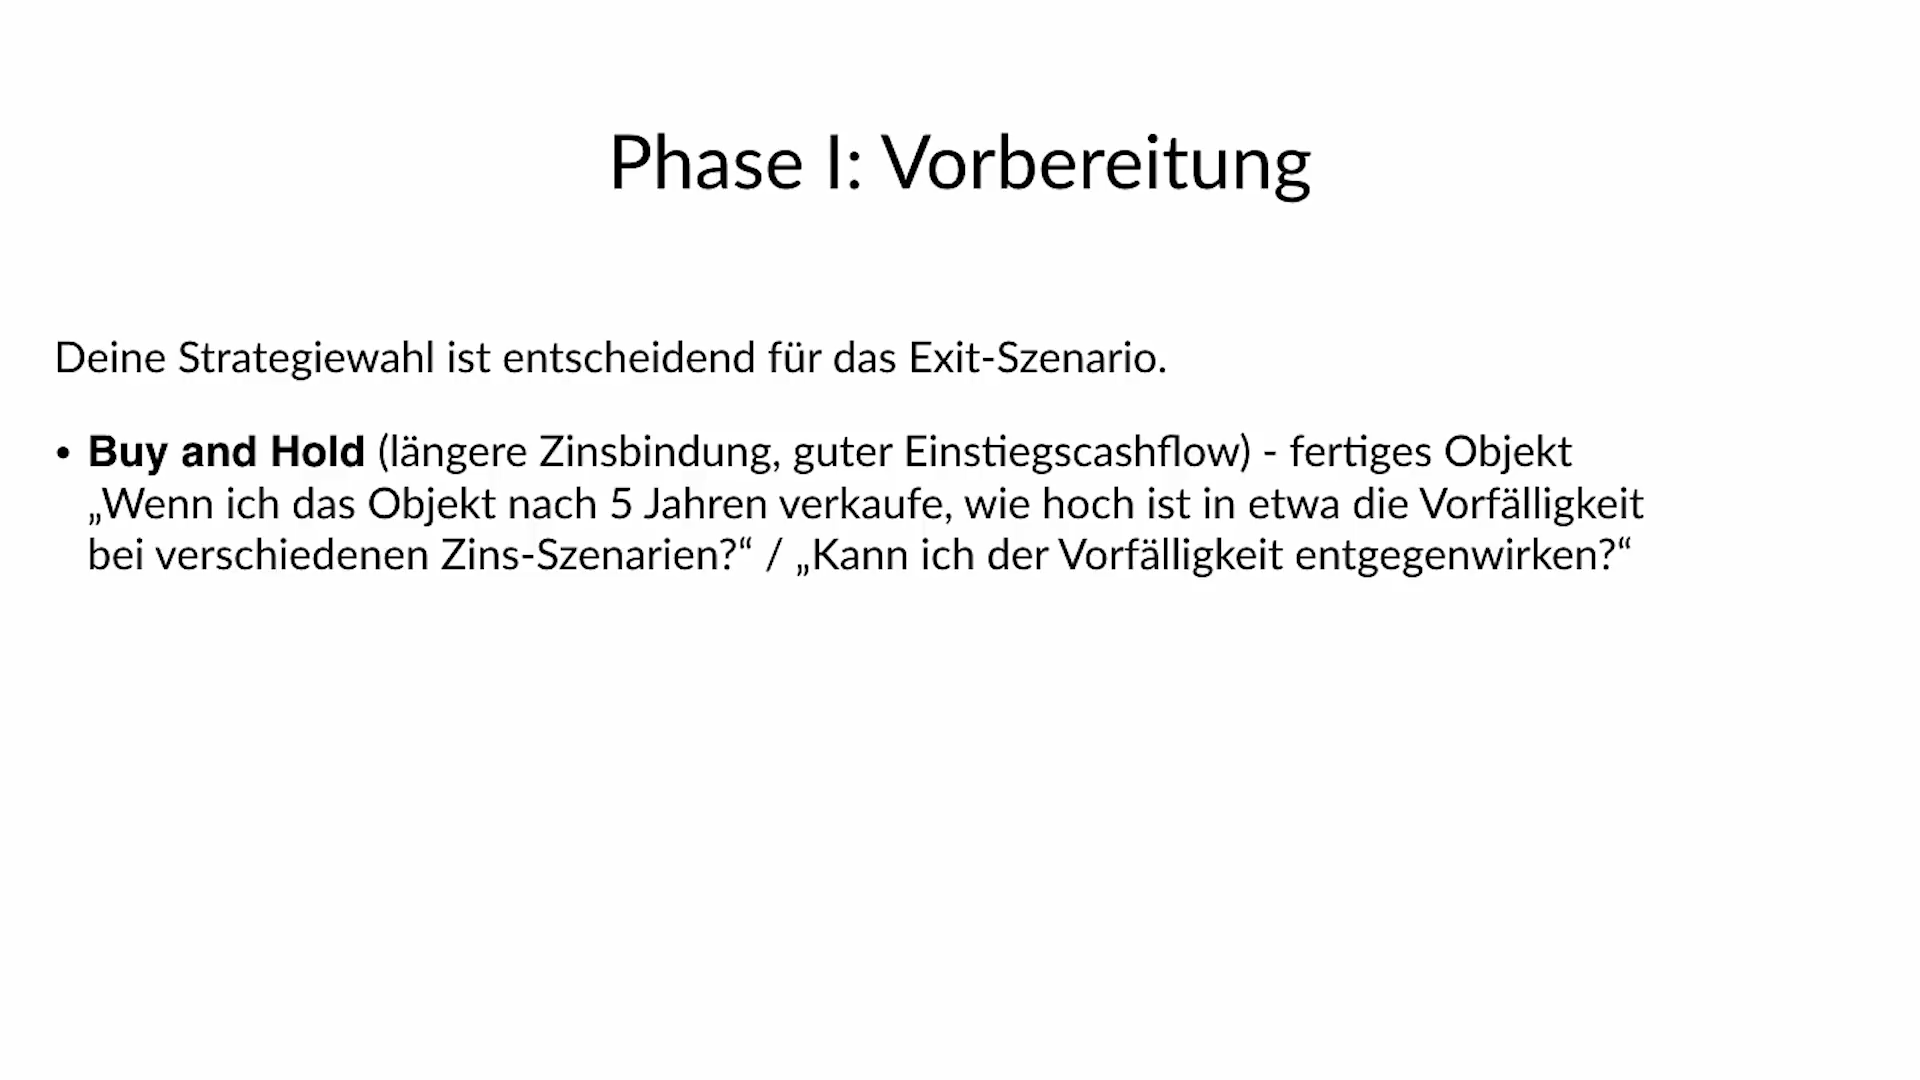 Phase I: Vorbereitung
Deine Strategiewahl ist entscheidend für das Exit-Szenario.
• Buy and Hold (längere Zinsbindung, guter Einstiegscashflow) - fertiges Objekt
„Wenn ich das Objekt nach 5 Jahren verkaufe, wie hoch ist in etwa die Vorfälligkeit
bei verschiedenen Zins-Szenarien?“ / „Kann ich der Vorfälligkeit entgegenwirken?“